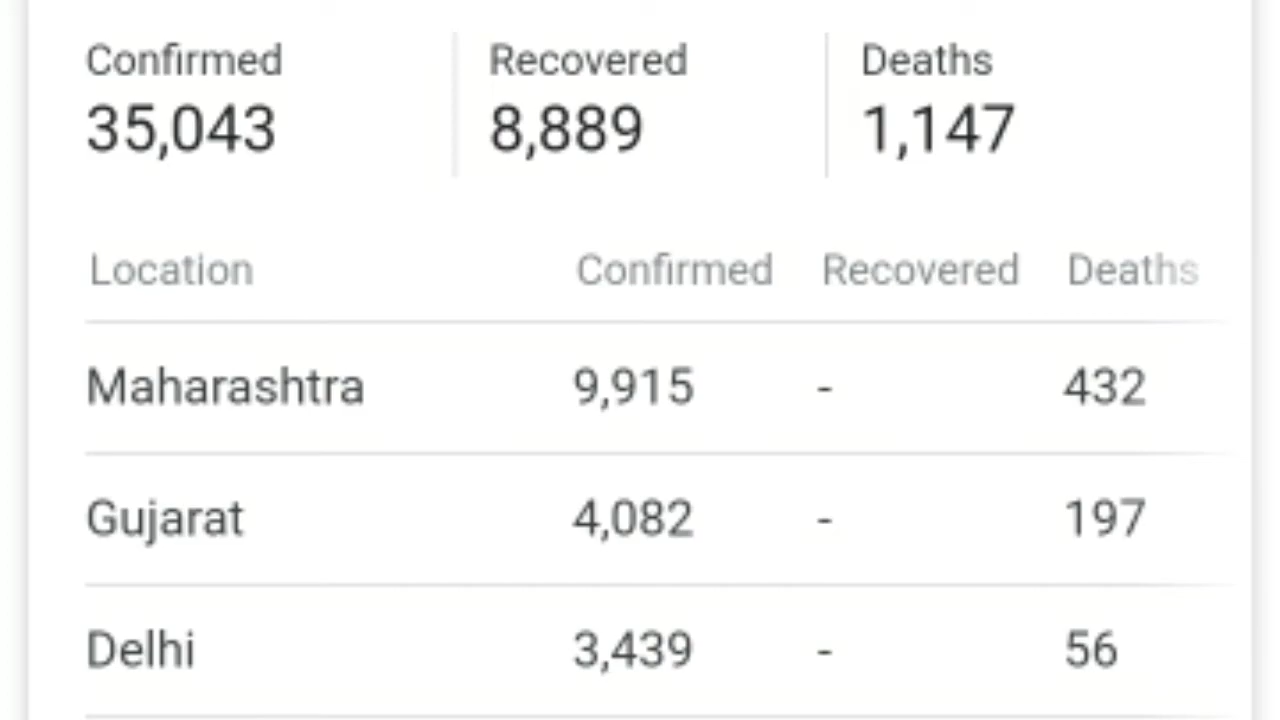 Confirmed Recovered Deaths
35,043 8,889 1,147
Location Confirmed Recovered Deaths
Maharashtra 9,915 - 432
Gujarat 4,082 - 197
Delhi 3,439 - 56